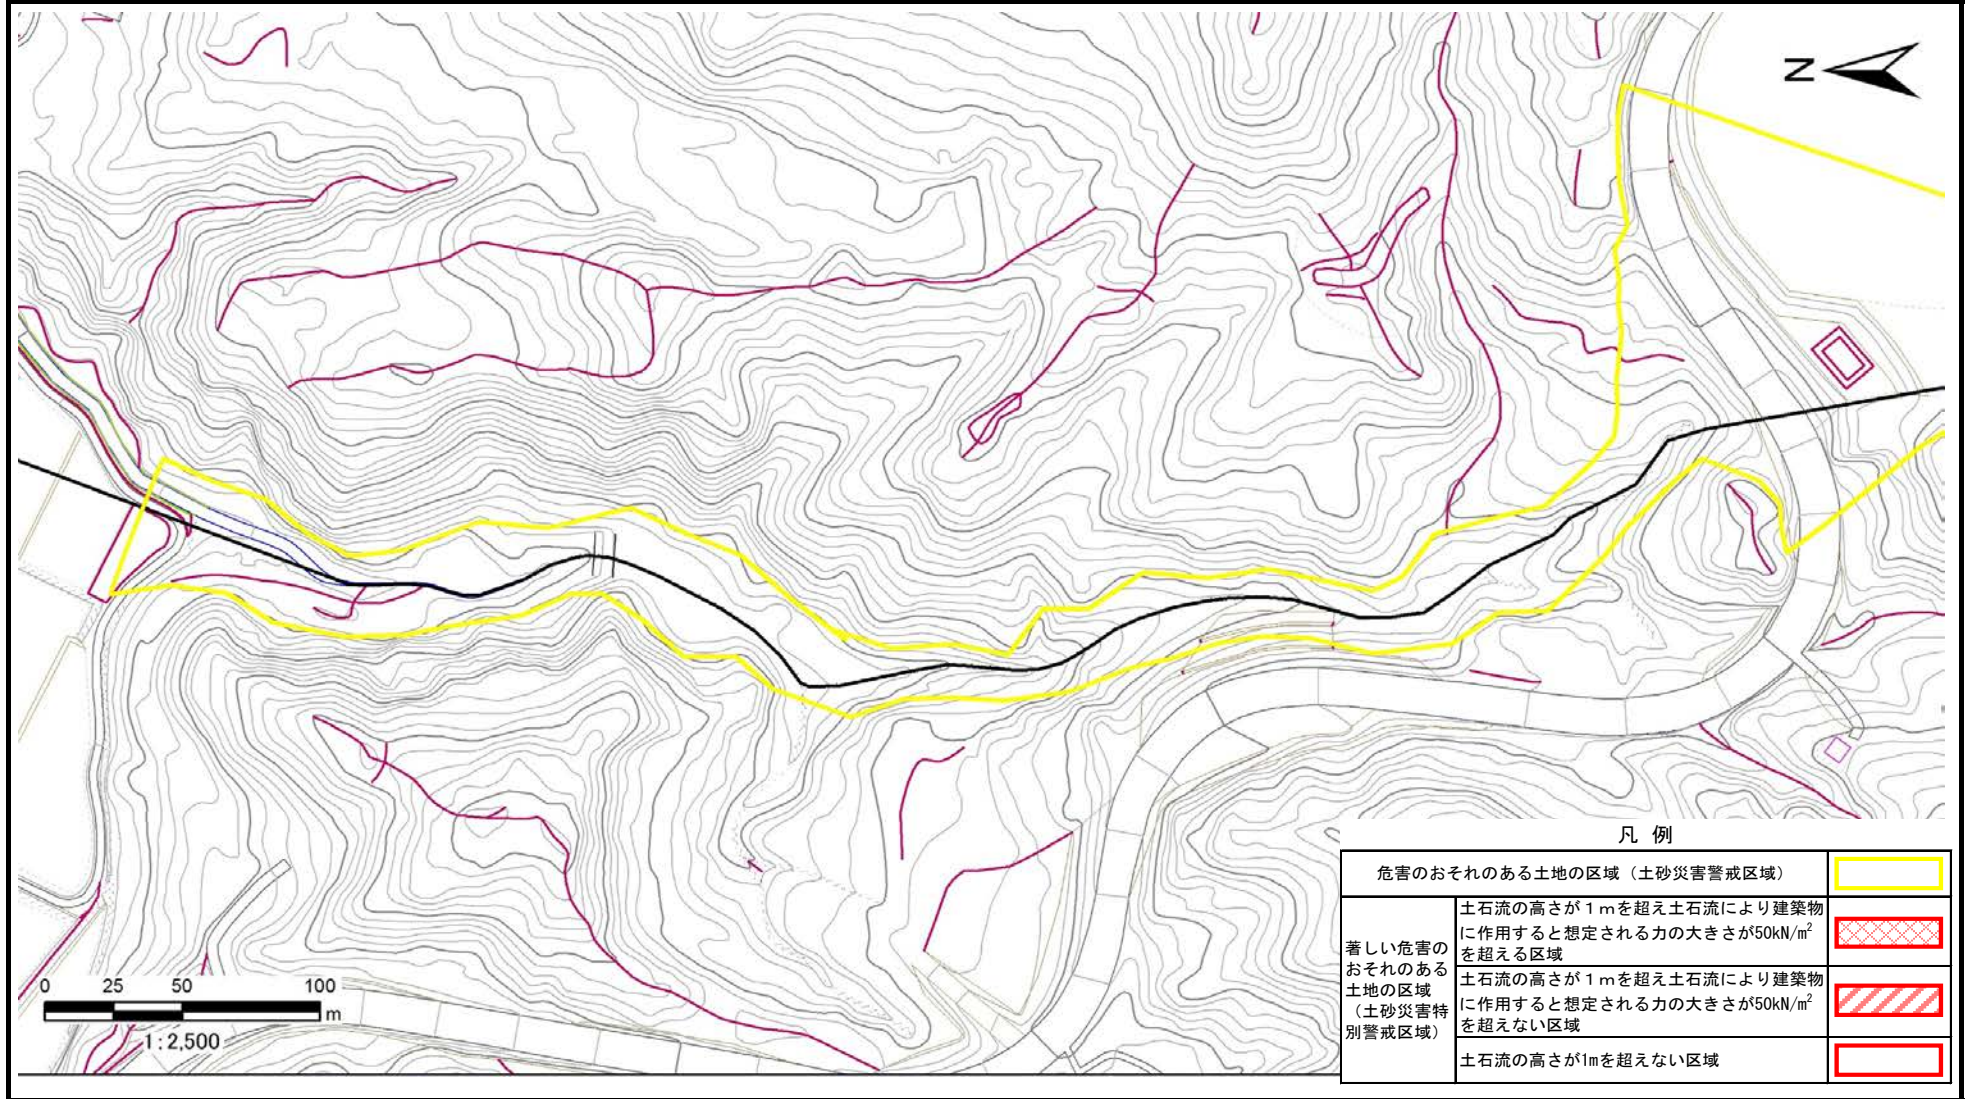 N
凡 例
危害のおそれのある土地の区域（土砂災害警戒区域）
著しい危害の
おそれのある
土地の区域
（土砂災害特
別警戒区域）
土石流の高さが１ｍを超え土石流により建築物
に作用すると想定される力の大きさが50kN/m²
を超える区域
土石流の高さが１ｍを超え土石流により建築物
に作用すると想定される力の大きさが50kN/m²
を超えない区域
土石流の高さが1mを超えない区域
0 25 50 100
m
1:2,500